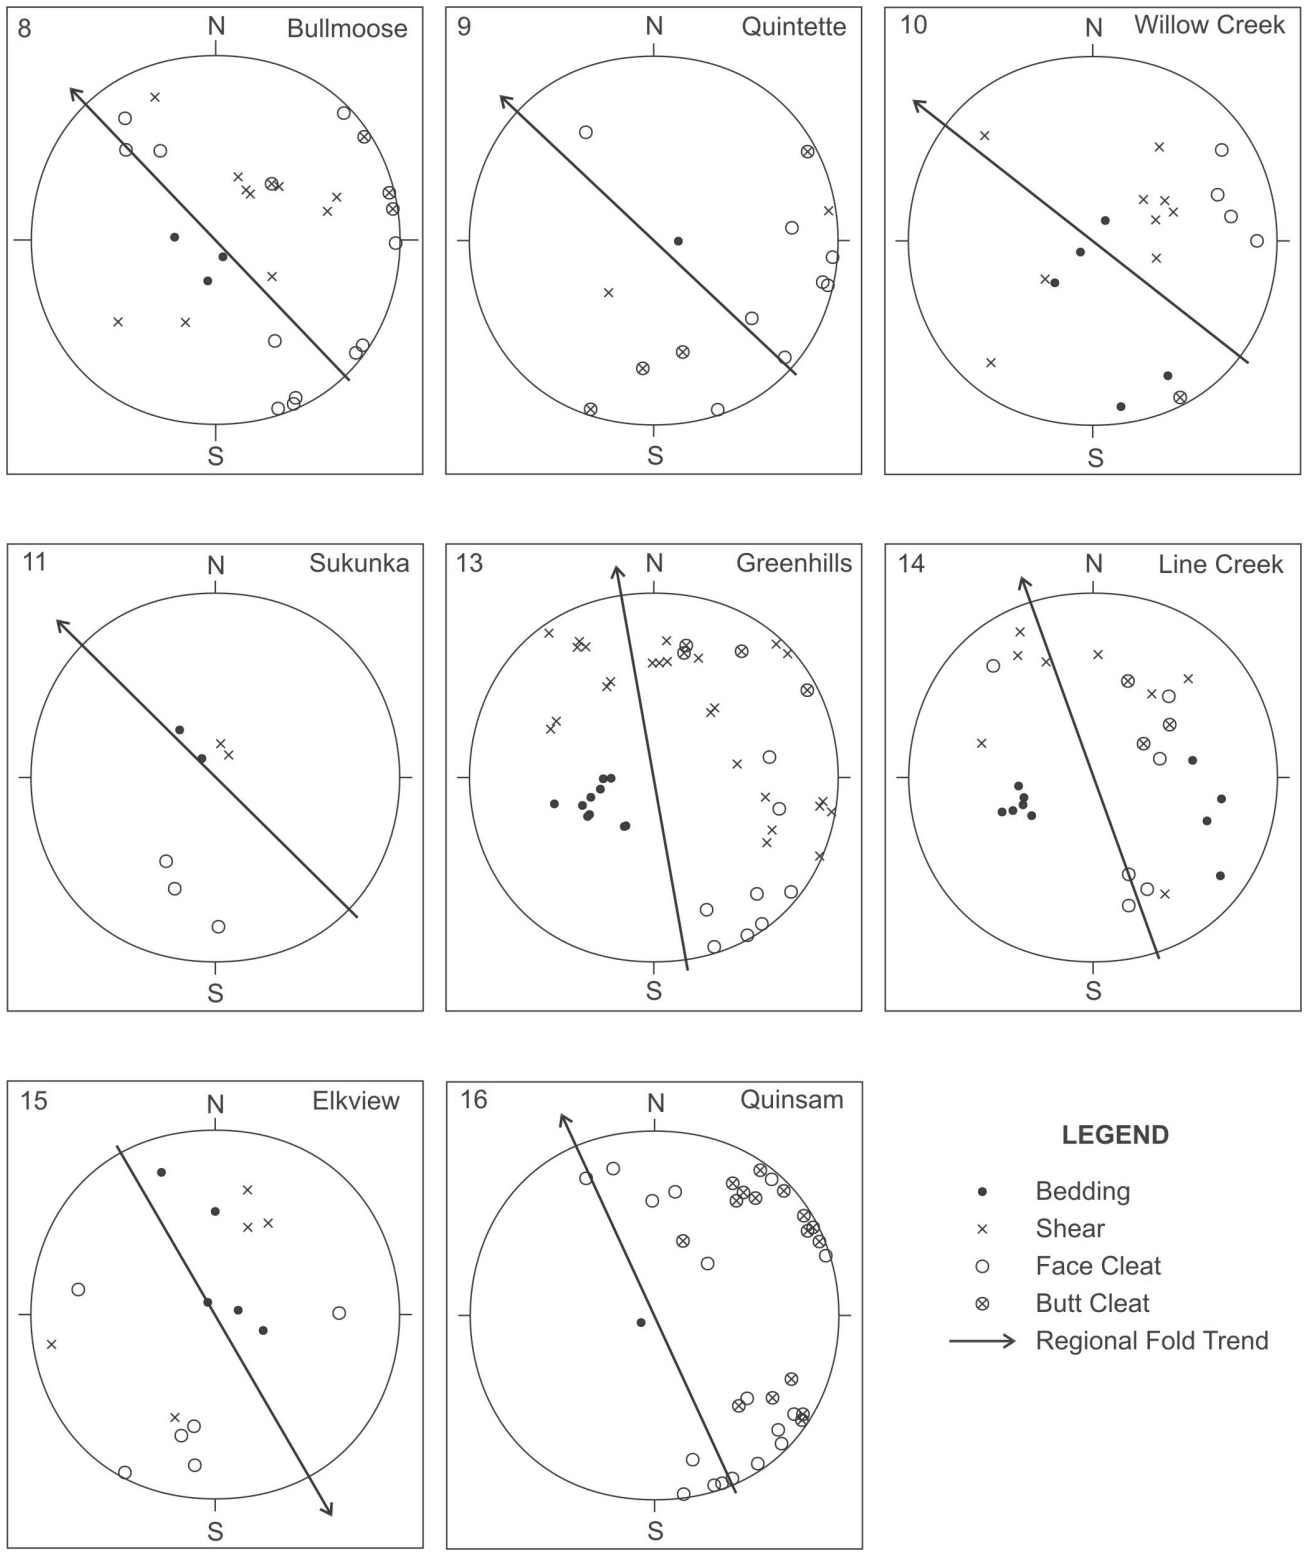 8 N Bullmoose
S
9 N Quintette
S
10 N Willow Creek
S
11 N Sukunka
S
13 N Greenhills
S
14 N Line Creek
S
15 N Elkview
S
16 N Quinsam
S
LEGEND
Bedding
Shear
Face Cleat
Butt Cleat
Regional Fold Trend